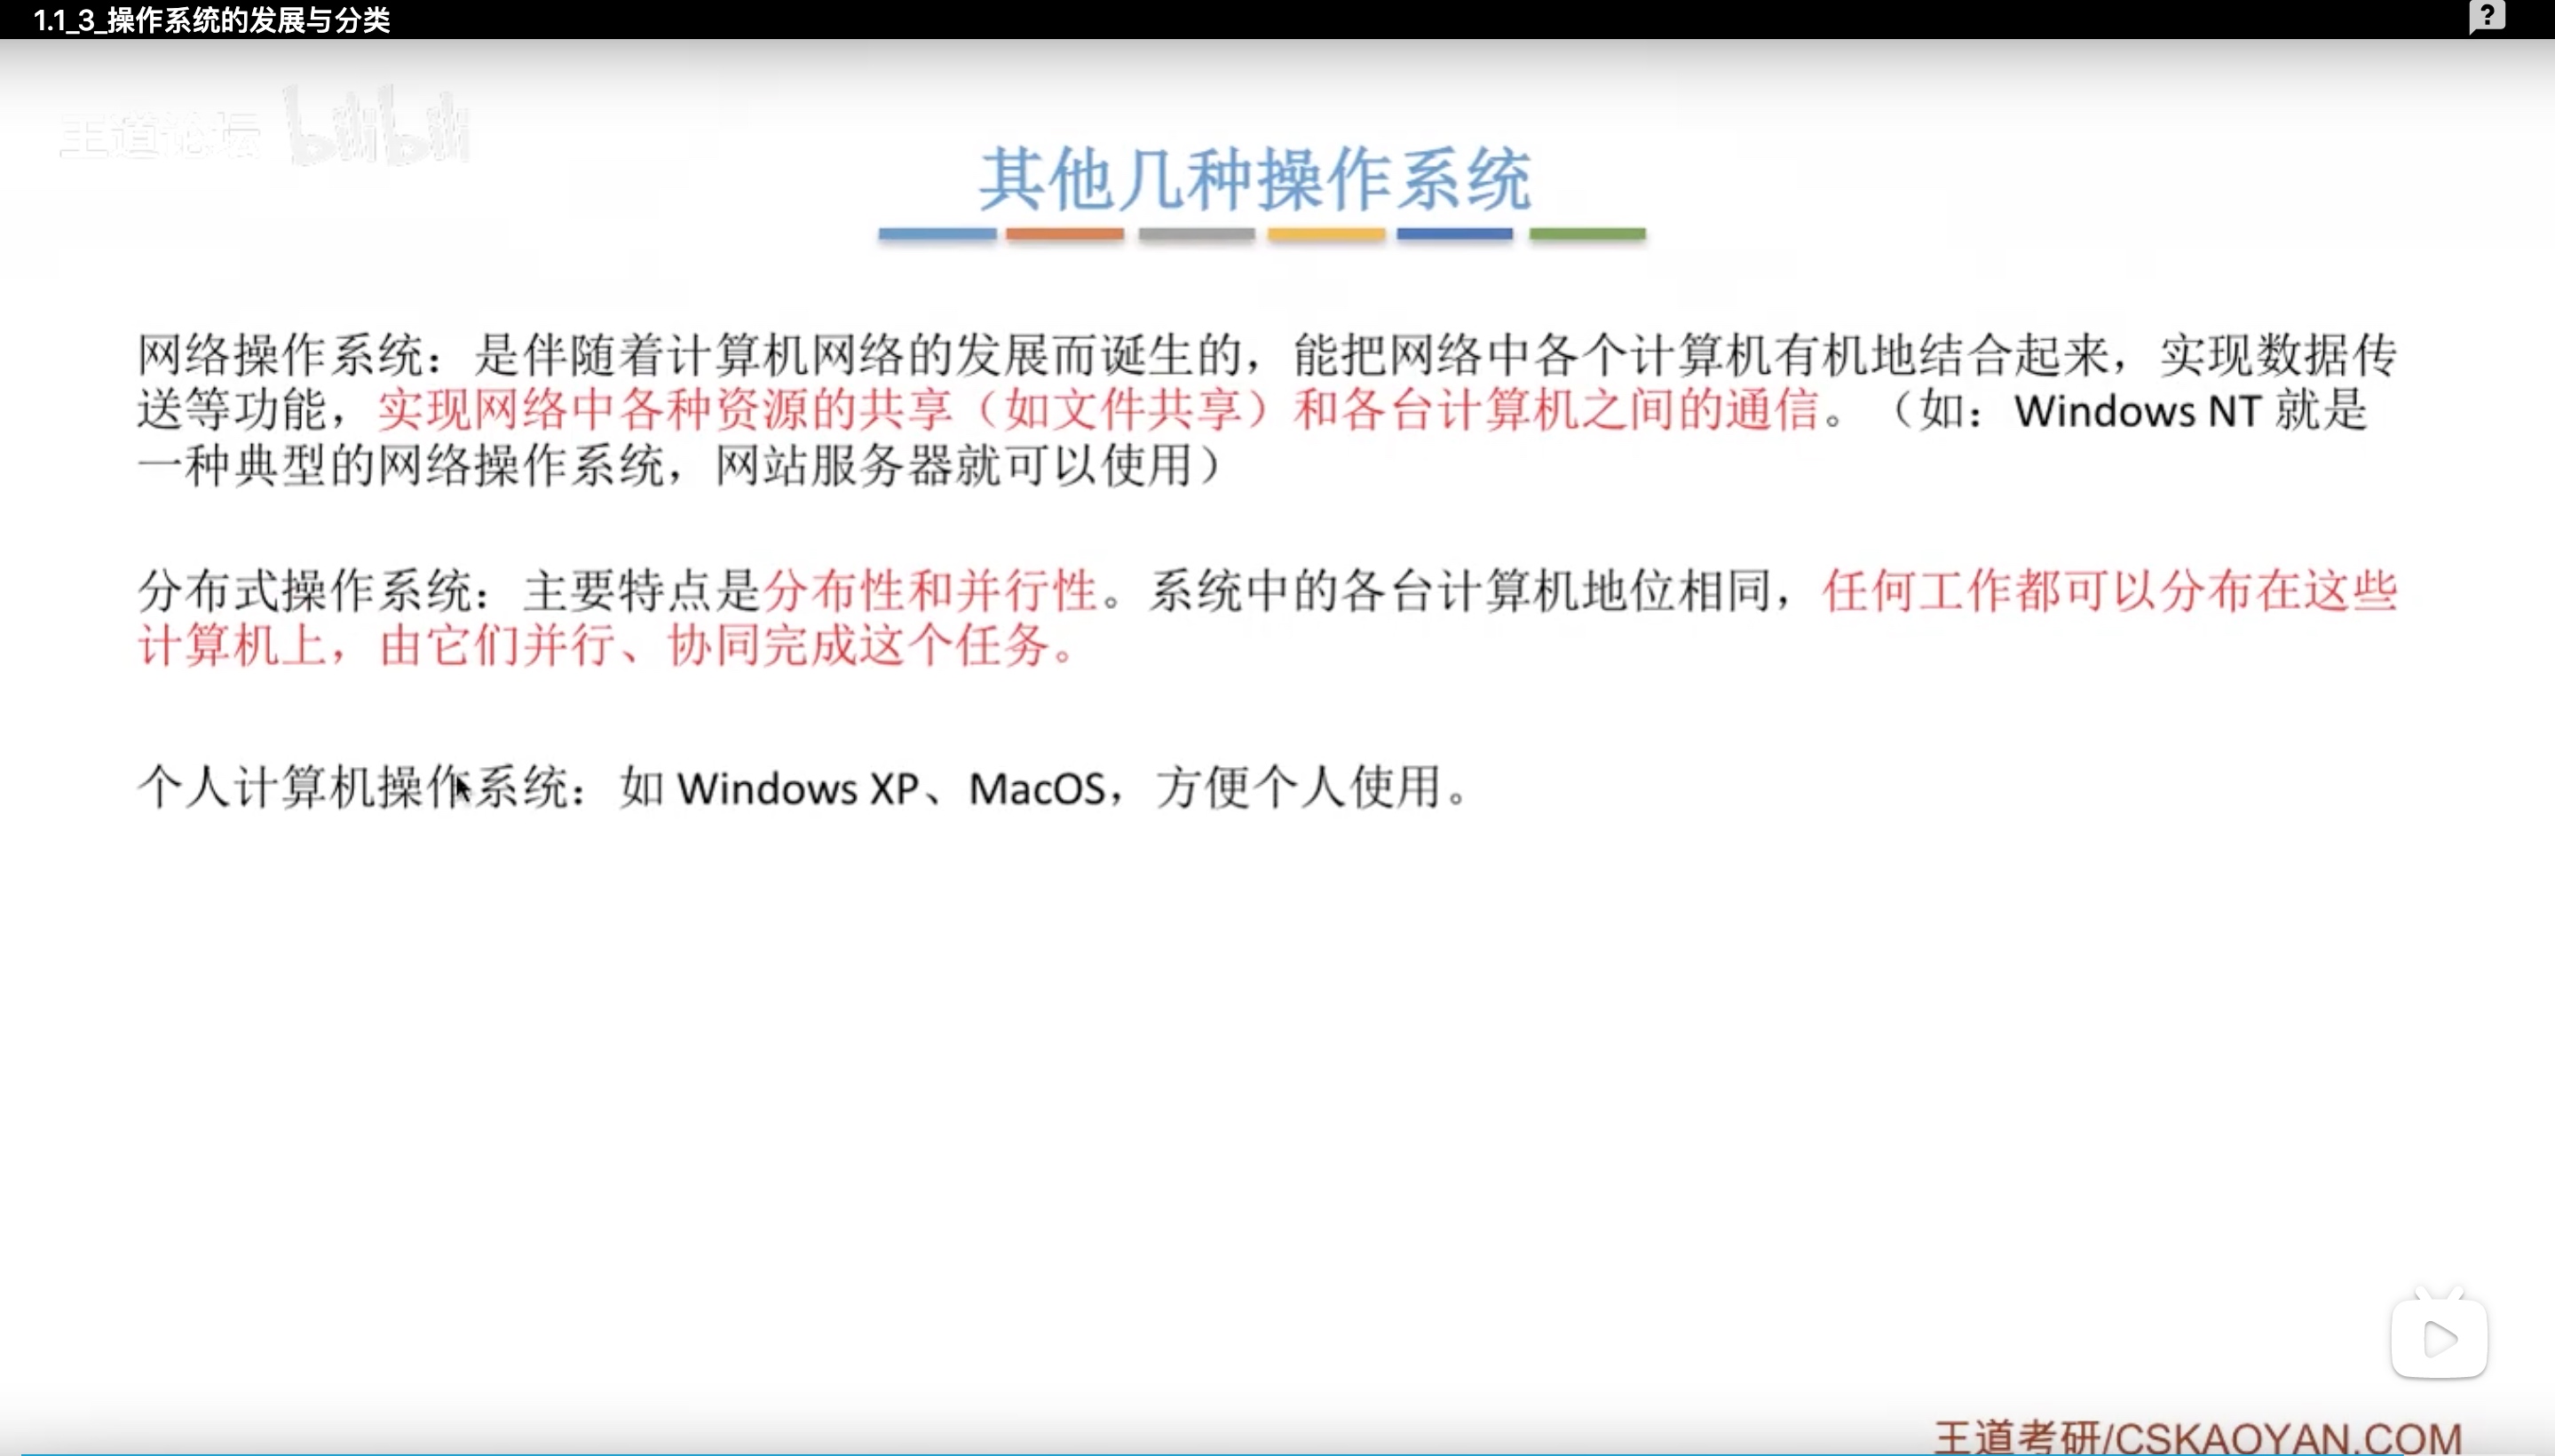 1.1_3_操作系统的发展与分类
王道论坛 bilibili
其他几种操作系统
网络操作系统：是伴随着计算机网络的发展而诞生的，能把网络中各个计算机有机地结合起来，实现数据传
送等功能，实现网络中各种资源的共享（如文件共享）和各台计算机之间的通信。（如：Windows NT 就是
一种典型的网络操作系统，网站服务器就可以使用）
分布式操作系统：主要特点是分布性和并行性。系统中的各台计算机地位相同，任何工作都可以分布在这些
计算机上，由它们并行、协同完成这个任务。
个人计算机操作系统：如 Windows XP、MacOS，方便个人使用。
王道考研/CSKAOYAN.COM